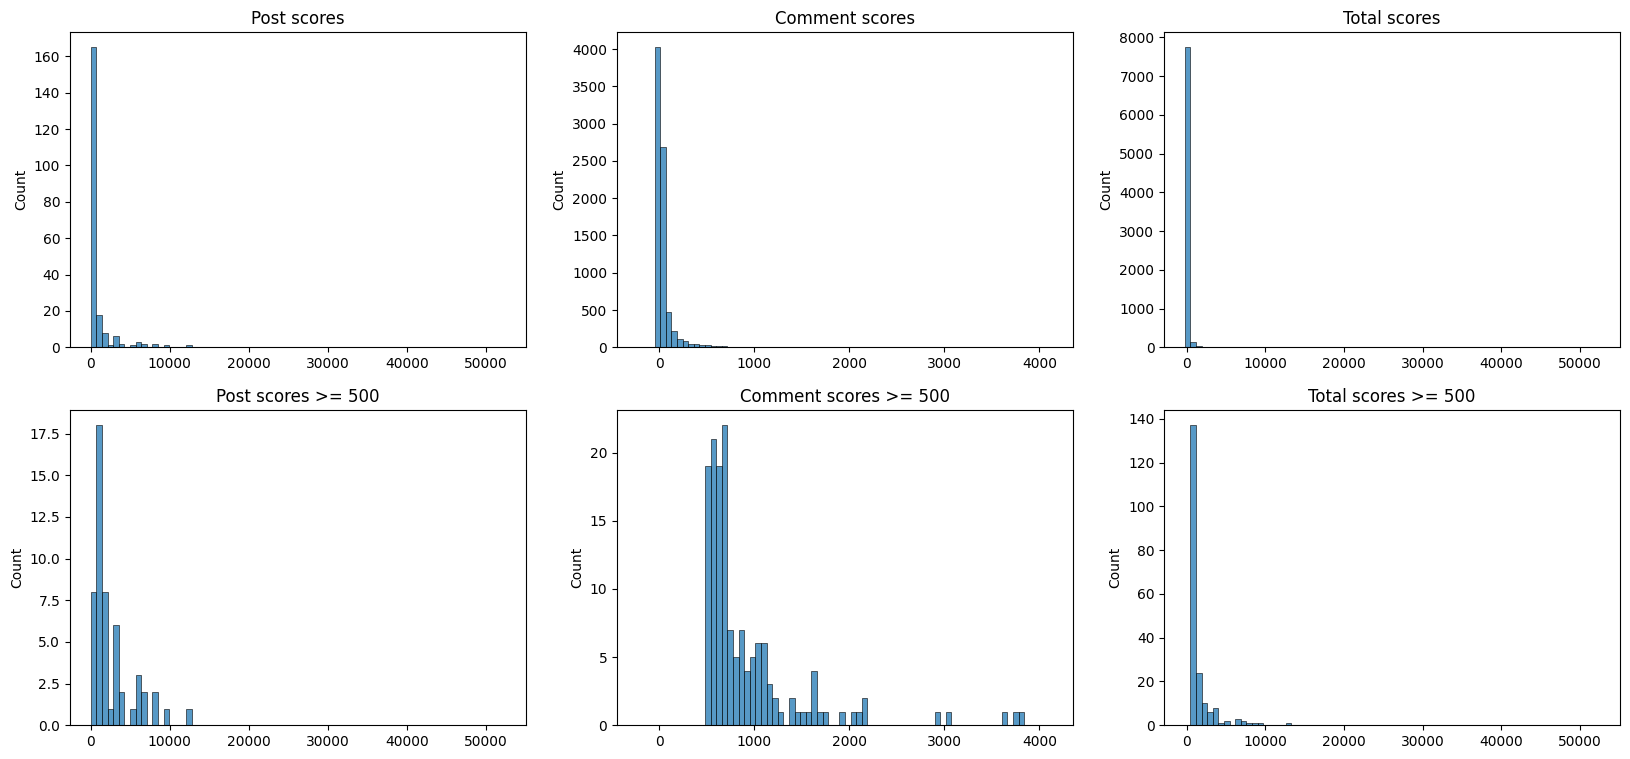 Post scores
Comment scores
Total scores
Count
160
140
120
100
80
60
40
20
0
0 10000 20000 30000 40000 50000
Count
4000
3500
3000
2500
2000
1500
1000
500
0
0 1000 2000 3000 4000
Count
8000
7000
6000
5000
4000
3000
2000
1000
0
0 10000 20000 30000 40000 50000
Post scores >= 500
Comment scores >= 500
Total scores >= 500
Count
17.5
15.0
12.5
10.0
7.5
5.0
2.5
0.0
0 10000 20000 30000 40000 50000
Count
20
15
10
5
0
0 1000 2000 3000 4000
Count
140
120
100
80
60
40
20
0
0 10000 20000 30000 40000 50000